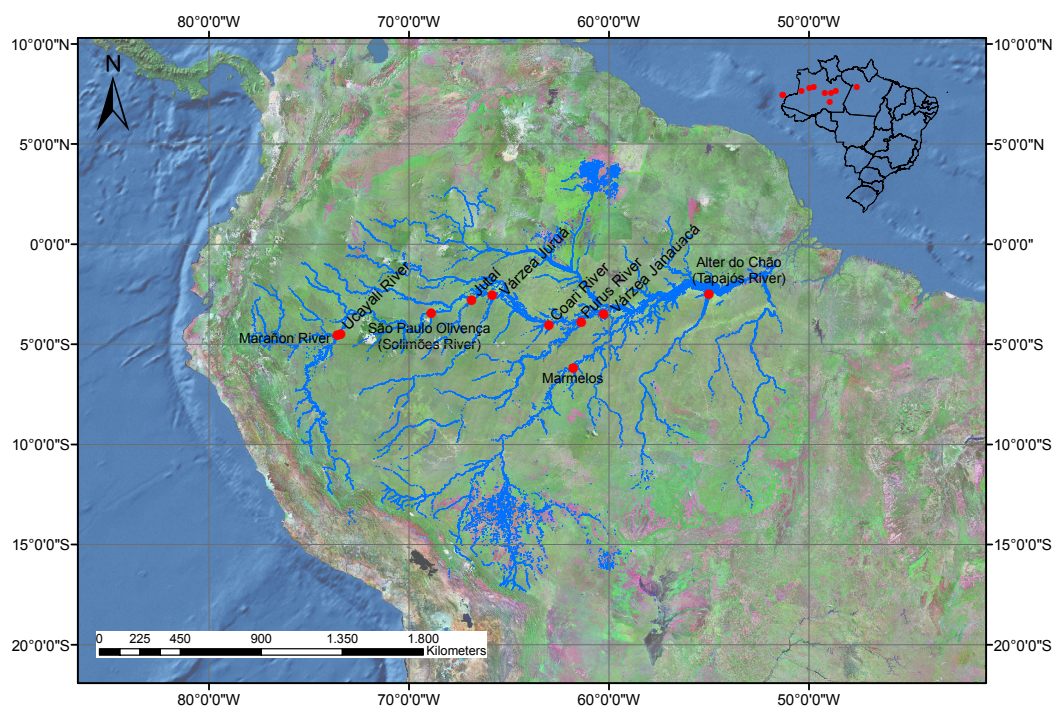 80°0'0"W 70°0'0"W 60°0'0"W 50°0'0"W
10°0'0"N 10°0'0"N
N
5°0'0"N 5°0'0"N
0°0'0" 0°0'0"
Ucayali River
Jutaí
Várzea Juruá
Coari River
Purus River
Várzea Janauaca
Alter do Chão
(Tapajós River)
Marañon River
São Paulo Olivença
(Solimões River)
5°0'0"S 5°0'0"S
Marmelos
10°0'0"S 10°0'0"S
15°0'0"S 15°0'0"S
0 225 450 900 1.350 1.800
Kilometers
20°0'0"S 20°0'0"S
80°0'0"W 70°0'0"W 60°0'0"W 50°0'0"W